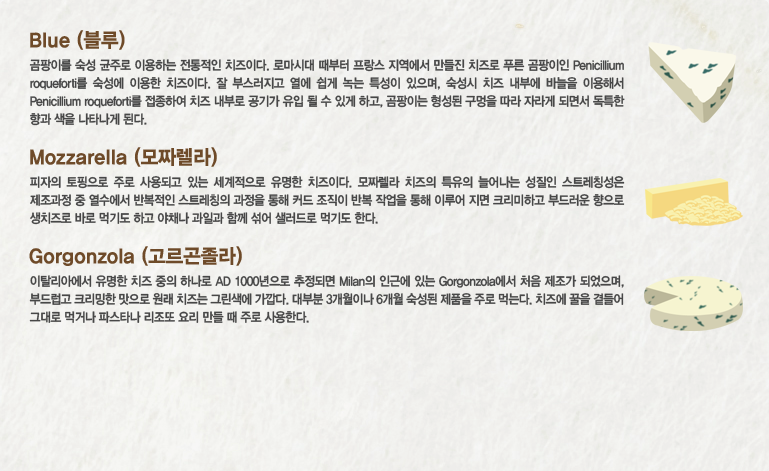 Blue (블루)
곰팡이를 숙성 균주로 이용하는 전통적인 치즈이다. 로마시대 때부터 프랑스 지역에서 만들진 치즈로 푸른 곰팡이인 Penicillium
roqueforti를 숙성에 이용한 치즈이다. 잘 부스러지고 열에 쉽게 녹는 특성이 있으며, 숙성시 치즈 내부에 바늘을 이용해서
Penicillium roqueforti를 접종하여 치즈 내부로 공기가 유입 될 수 있게 하고, 곰팡이는 형성된 구멍을 따라 자라게 되면서 독특한
향과 색을 나타나게 된다.
Mozzarella (모짜렐라)
피자의 토핑으로 주로 사용되고 있는 세계적으로 유명한 치즈이다. 모짜렐라 치즈의 특유의 늘어나는 성질인 스트레칭성은
제조과정 중 열수에서 반복적인 스트레칭의 과정을 통해 커드 조직이 반복 작업을 통해 이루어 지면 크리미하고 부드러운 향으로
생치즈로 바로 먹기도 하고 야채나 과일과 함께 섞어 샐러드로 먹기도 한다.
Gorgonzola (고르곤졸라)
이탈리아에서 유명한 치즈 중의 하나로 AD 1000년으로 추정되면 Milan의 인근에 있는 Gorgonzola에서 처음 제조가 되었으며,
부드럽고 크리밍한 맛으로 원래 치즈는 그린색에 가깝다. 대부분 3개월이나 6개월 숙성된 제품을 주로 먹는다. 치즈에 꿀을 곁들어
그대로 먹거나 파스타나 리조또 요리 만들 때 주로 사용한다.